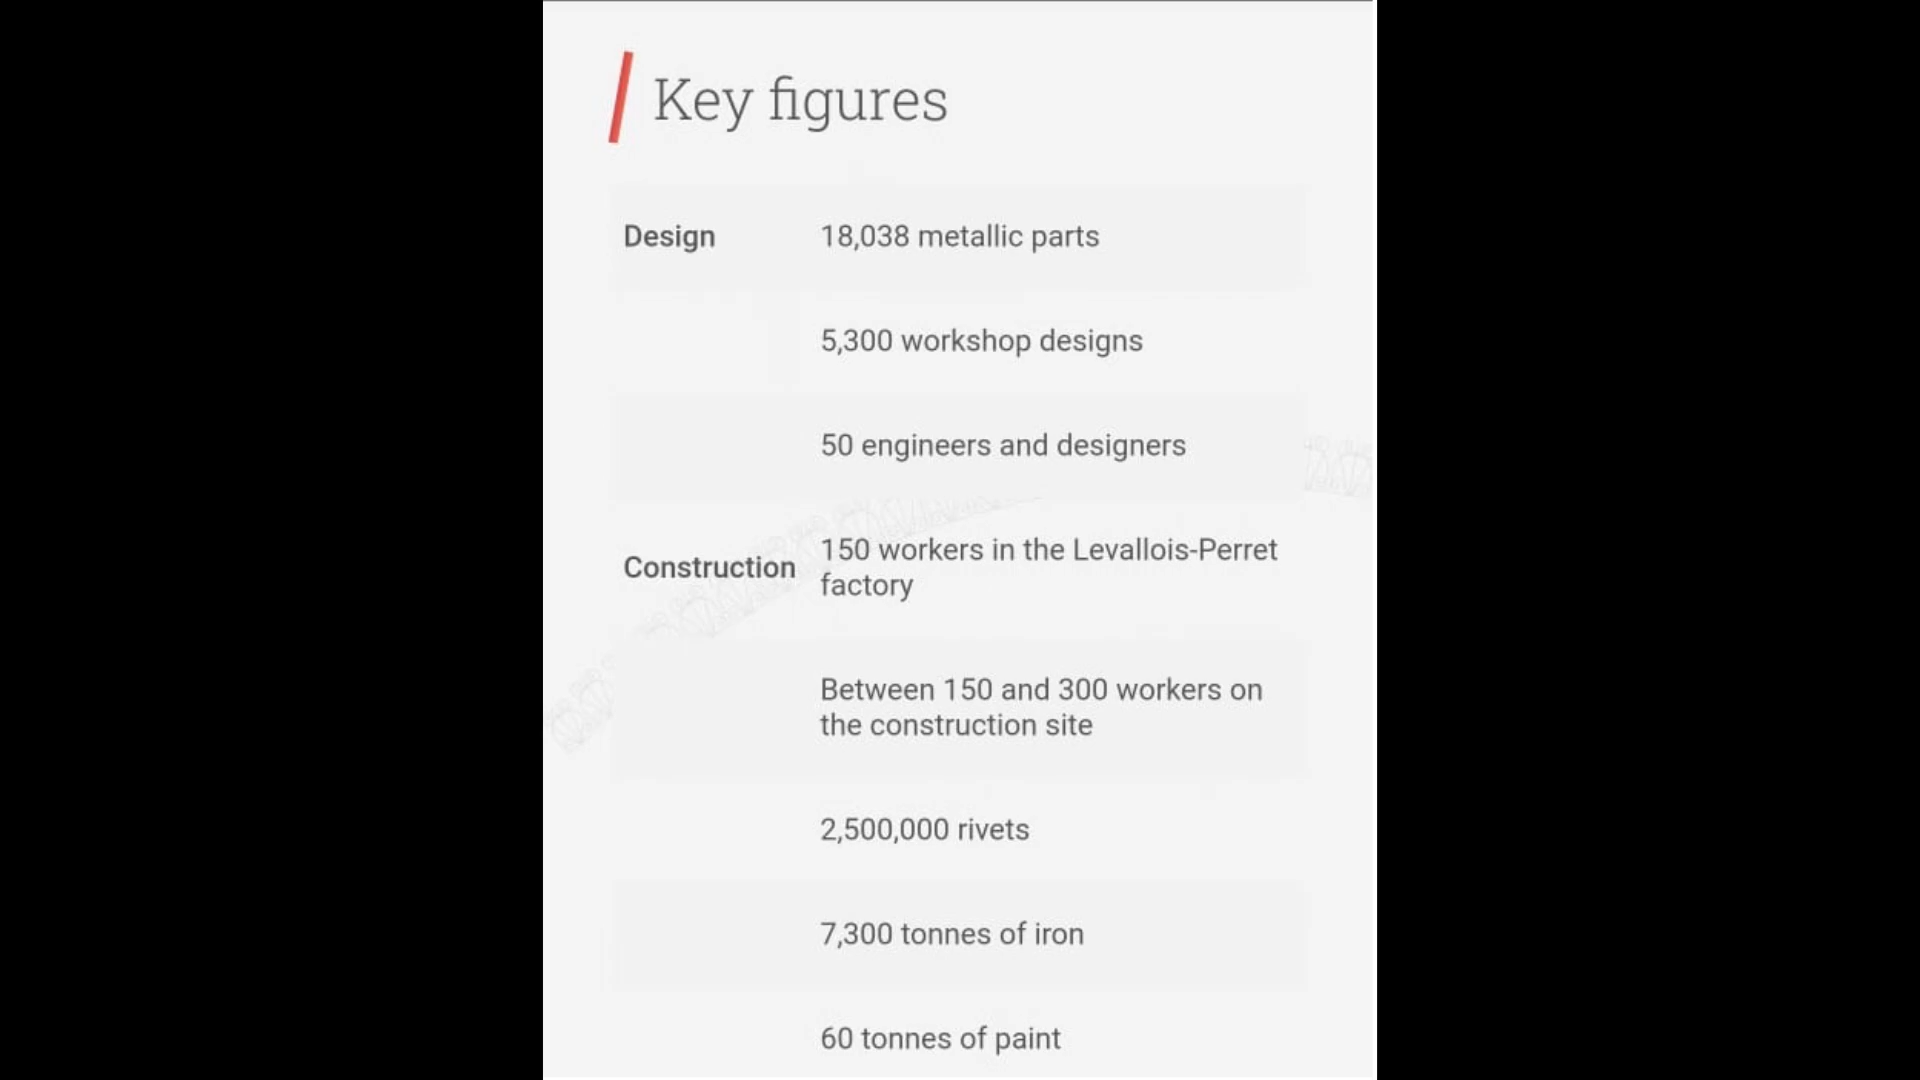 Key figures
Design 18,038 metallic parts
5,300 workshop designs
50 engineers and designers
Construction 150 workers in the Levallois-Perret
factory
Between 150 and 300 workers on
the construction site
2,500,000 rivets
7,300 tonnes of iron
60 tonnes of paint